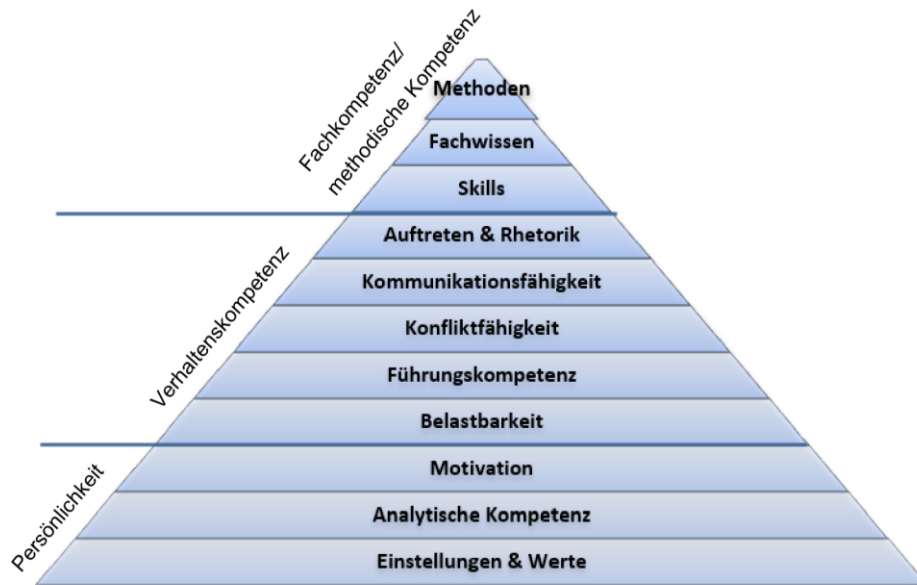 Fachkompetenz/
methodische Kompetenz
Methoden
Fachwissen
Skills
Verhaltenskompetenz
Auftreten & Rhetorik
Kommunikationsfähigkeit
Konfliktfähigkeit
Führungskompetenz
Belastbarkeit
Persönlichkeit
Motivation
Analytische Kompetenz
Einstellungen & Werte